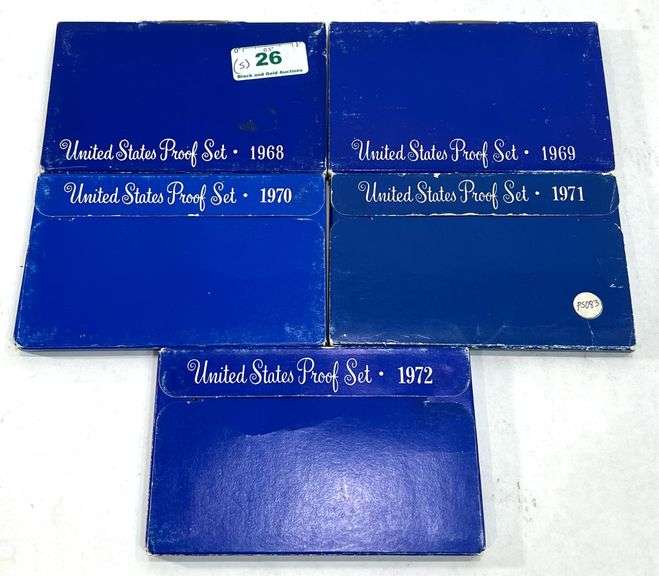 (5) 26
Black and Gold Auctions
United States Proof Set • 1968
United States Proof Set • 1969
United States Proof Set • 1970
United States Proof Set • 1971
PS093
United States Proof Set • 1972